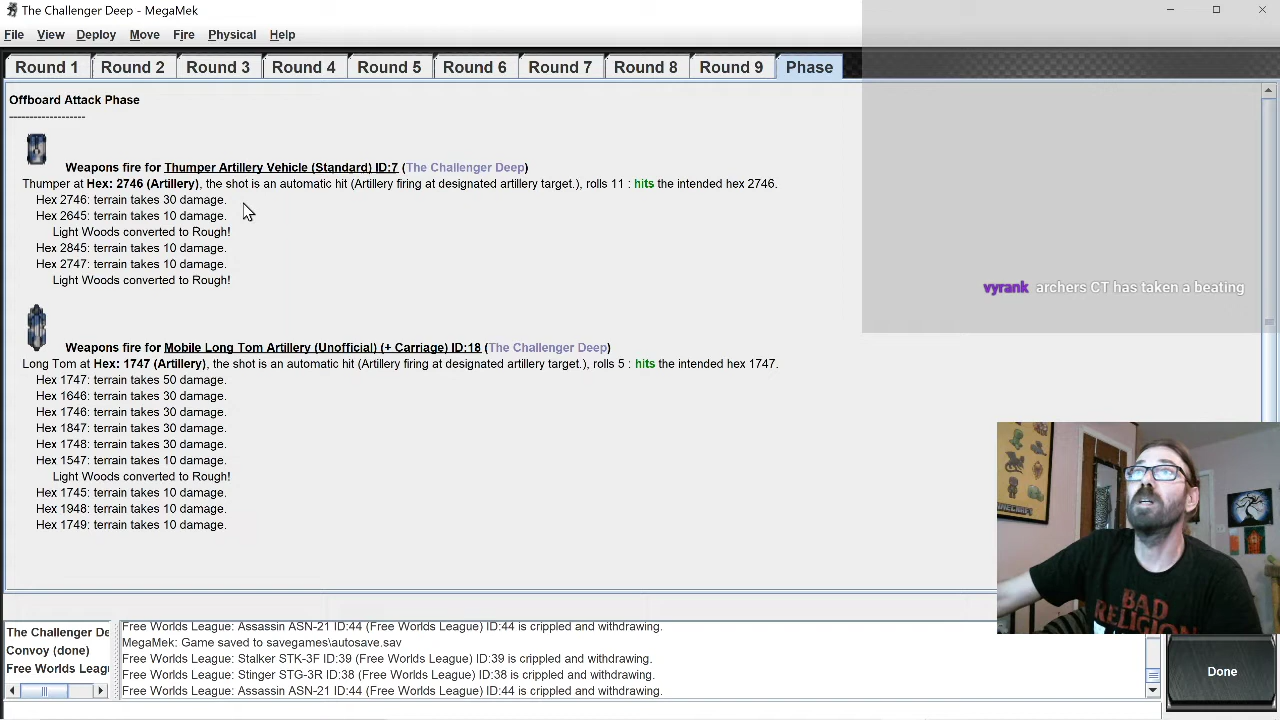 The Challenger Deep - MegaMek
File View Deploy Move Fire Physical Help
Round 1 Round 2 Round 3 Round 4 Round 5 Round 6 Round 7 Round 8 Round 9 Phase
Offboard Attack Phase
-------------------
Weapons fire for Thumper Artillery Vehicle (Standard) ID:7 (The Challenger Deep)
Thumper at Hex: 2746 (Artillery), the shot is an automatic hit (Artillery firing at designated artillery target.), rolls 11 : hits the intended hex 2746.
Hex 2746: terrain takes 30 damage.
Hex 2645: terrain takes 10 damage.
Light Woods converted to Rough!
Hex 2845: terrain takes 10 damage.
Hex 2747: terrain takes 10 damage.
Light Woods converted to Rough!
vyrank archers CT has taken a beating
Weapons fire for Mobile Long Tom Artillery (Unofficial) (+ Carriage) ID:18 (The Challenger Deep)
Long Tom at Hex: 1747 (Artillery), the shot is an automatic hit (Artillery firing at designated artillery target.), rolls 5 : hits the intended hex 1747.
Hex 1747: terrain takes 50 damage.
Hex 1646: terrain takes 30 damage.
Hex 1746: terrain takes 30 damage.
Hex 1847: terrain takes 30 damage.
Hex 1748: terrain takes 30 damage.
Hex 1547: terrain takes 10 damage.
Light Woods converted to Rough!
Hex 1745: terrain takes 10 damage.
Hex 1948: terrain takes 10 damage.
Hex 1749: terrain takes 10 damage.
BAD
RELIGION
The Challenger De
Convoy (done)
Free Worlds Leag
Free Worlds League: Assassin ASN-21 ID:44 (Free Worlds League) ID:44 is crippled and withdrawing.
MegaMek: Game saved to savegames\autosave.sav
Free Worlds League: Stalker STK-3F ID:39 (Free Worlds League) ID:39 is crippled and withdrawing.
Free Worlds League: Stinger STG-3R ID:38 (Free Worlds League) ID:38 is crippled and withdrawing.
Free Worlds League: Assassin ASN-21 ID:44 (Free Worlds League) ID:44 is crippled and withdrawing.
Done